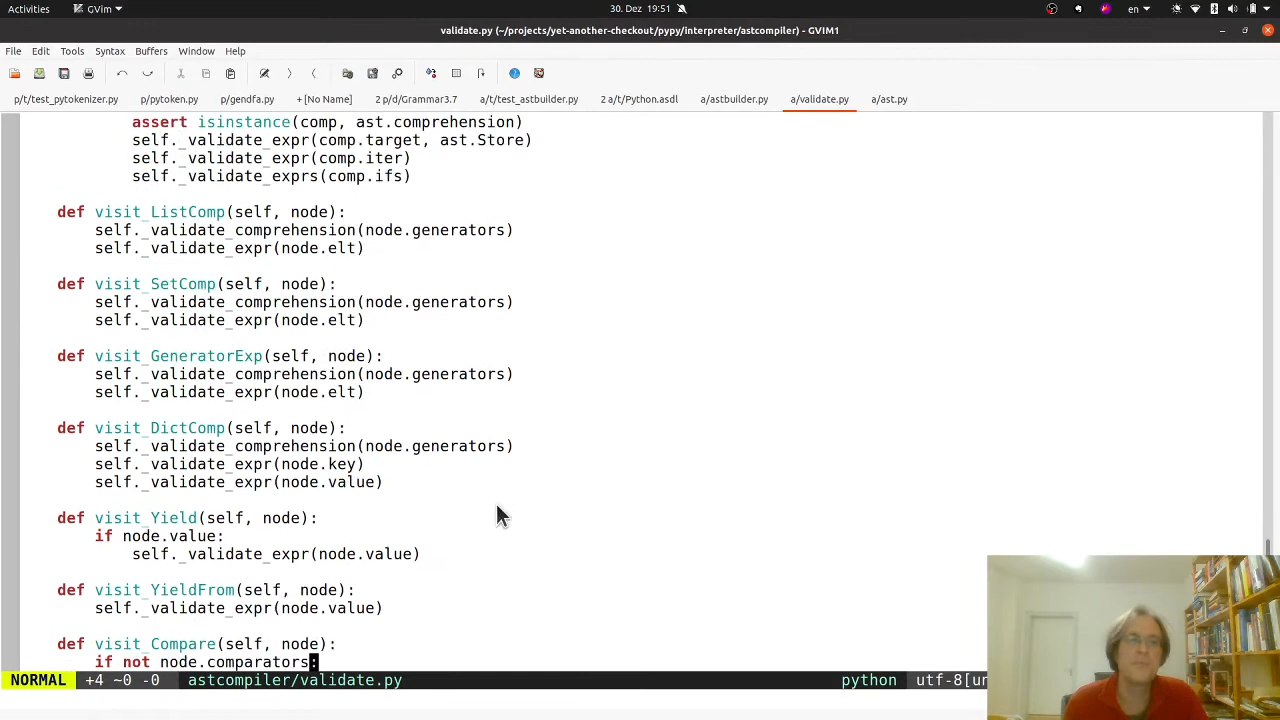 Activities GVim 30. Dez 19:51 en
validate.py (~/projects/yet-another-checkout/pypy/interpreter/astcompiler) - GVIM1
File Edit Tools Syntax Buffers Window Help
p/t/test_pytokenizer.py p/pytoken.py p/gendfa.py + [No Name] 2 p/d/Grammar3.7 a/t/test_astbuilder.py 2 a/t/Python.asdl a/astbuilder.py a/validate.py a/ast.py
assert isinstance(comp, ast.comprehension)
self._validate_expr(comp.target, ast.Store)
self._validate_expr(comp.iter)
self._validate_exprs(comp.ifs)
def visit_ListComp(self, node):
self._validate_comprehension(node.generators)
self._validate_expr(node.elt)
def visit_SetComp(self, node):
self._validate_comprehension(node.generators)
self._validate_expr(node.elt)
def visit_GeneratorExp(self, node):
self._validate_comprehension(node.generators)
self._validate_expr(node.elt)
def visit_DictComp(self, node):
self._validate_comprehension(node.generators)
self._validate_expr(node.key)
self._validate_expr(node.value)
def visit_Yield(self, node):
if node.value:
self._validate_expr(node.value)
def visit_YieldFrom(self, node):
self._validate_expr(node.value)
def visit_Compare(self, node):
if not node.comparators:
NORMAL +4 ~0 -0 astcompiler/validate.py python utf-8[un